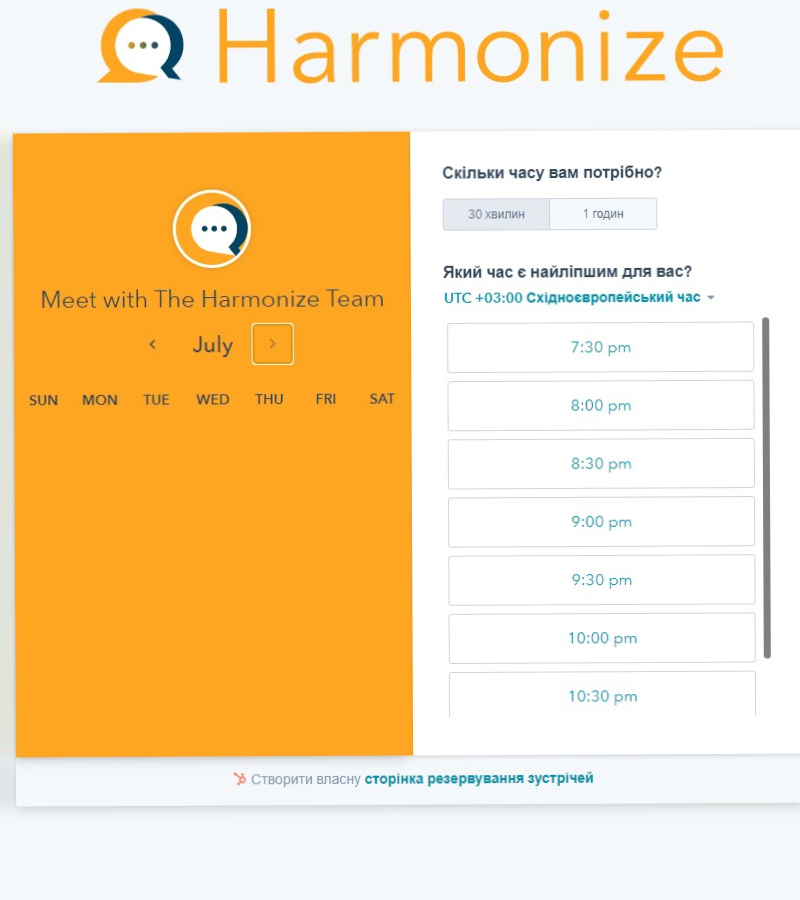 Harmonize
Meet with The Harmonize Team
July
SUN MON TUE WED THU FRI SAT
Скільки часу вам потрібно?
30 хвилин 1 годин
Який час є найліпшим для вас?
UTC +03:00 Східноєвропейський час
7:30 pm
8:00 pm
8:30 pm
9:00 pm
9:30 pm
10:00 pm
10:30 pm
Створити власну сторінка резервування зустрічей